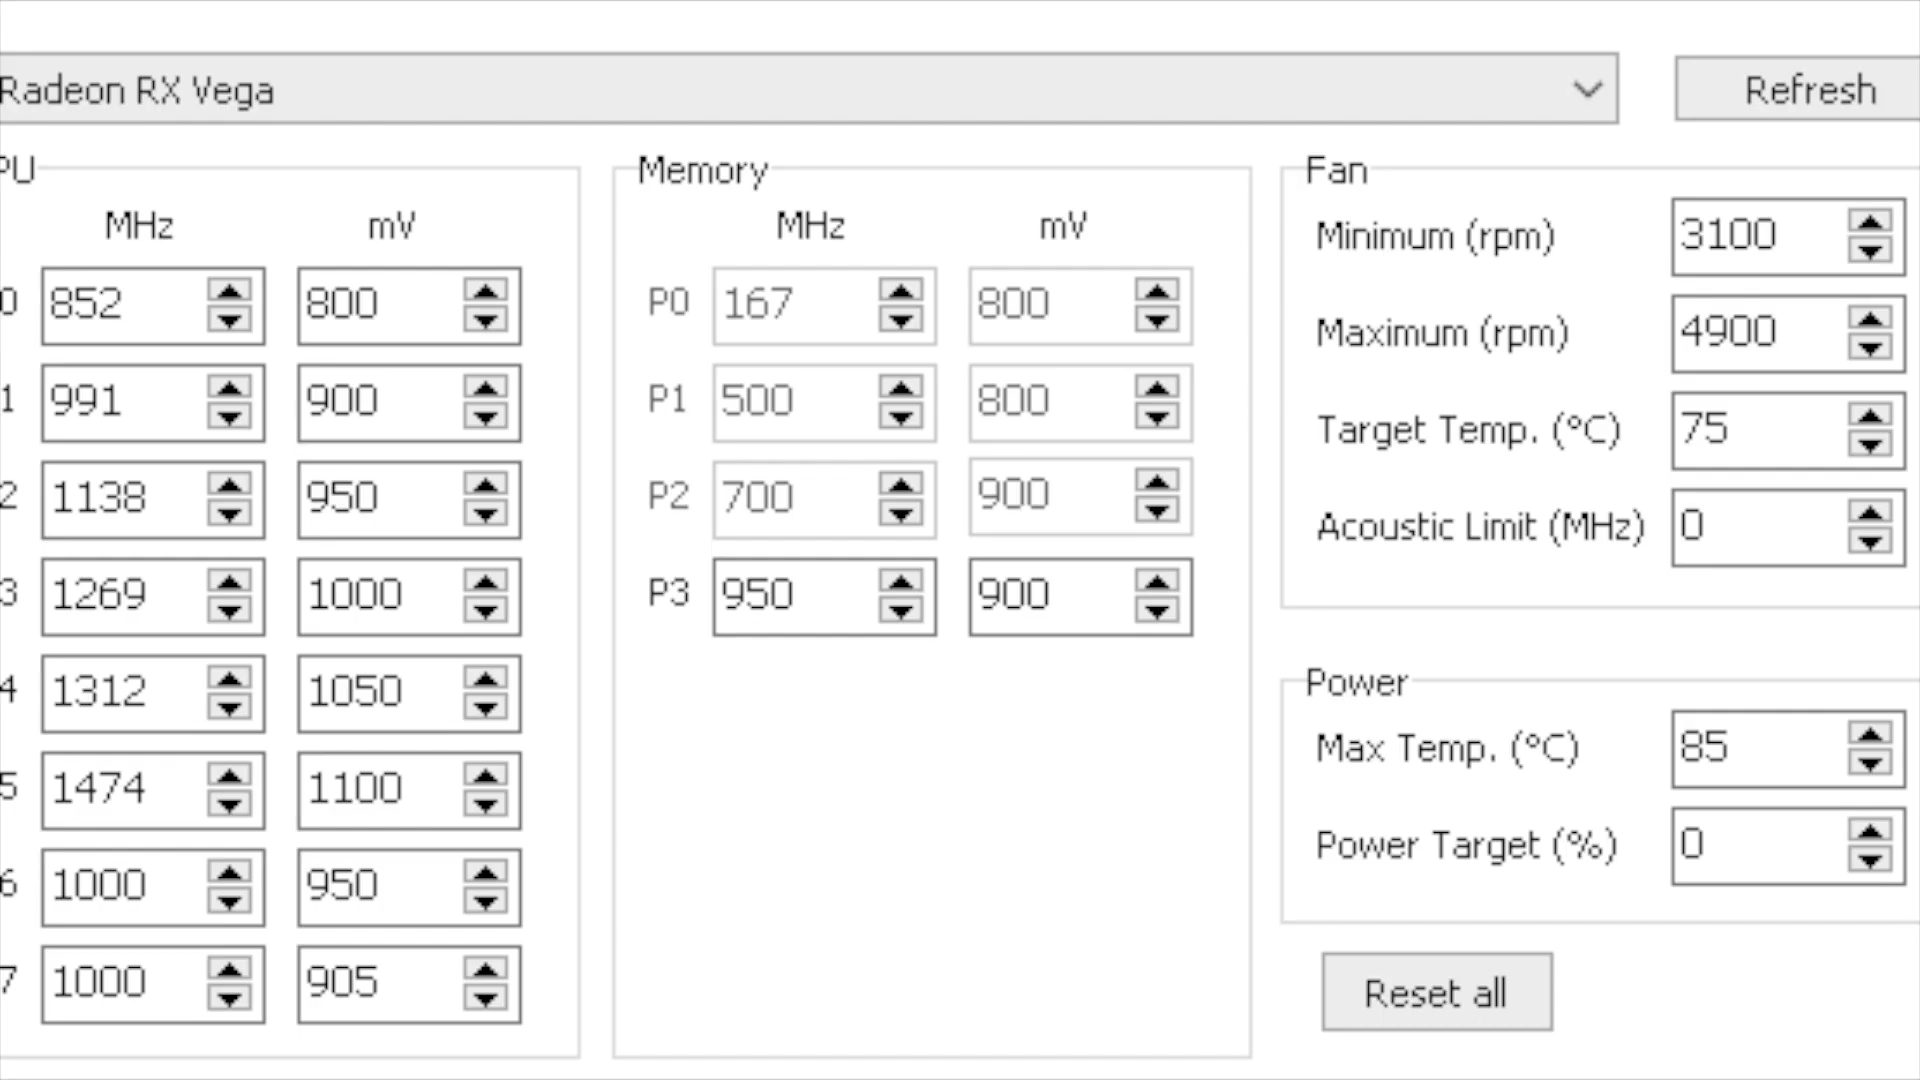 Radeon RX Vega Refresh
PU Memory Fan
MHz mV MHz mV
Minimum (rpm) 3100
0 852 800 P0 167 800
Maximum (rpm) 4900
1 991 900 P1 500 800
Target Temp. (°C) 75
2 1138 950 P2 700 900
Acoustic Limit (MHz) 0
3 1269 1000 P3 950 900
4 1312 1050
Power
Max Temp. (°C) 85
5 1474 1100
Power Target (%) 0
6 1000 950
7 1000 905
Reset all